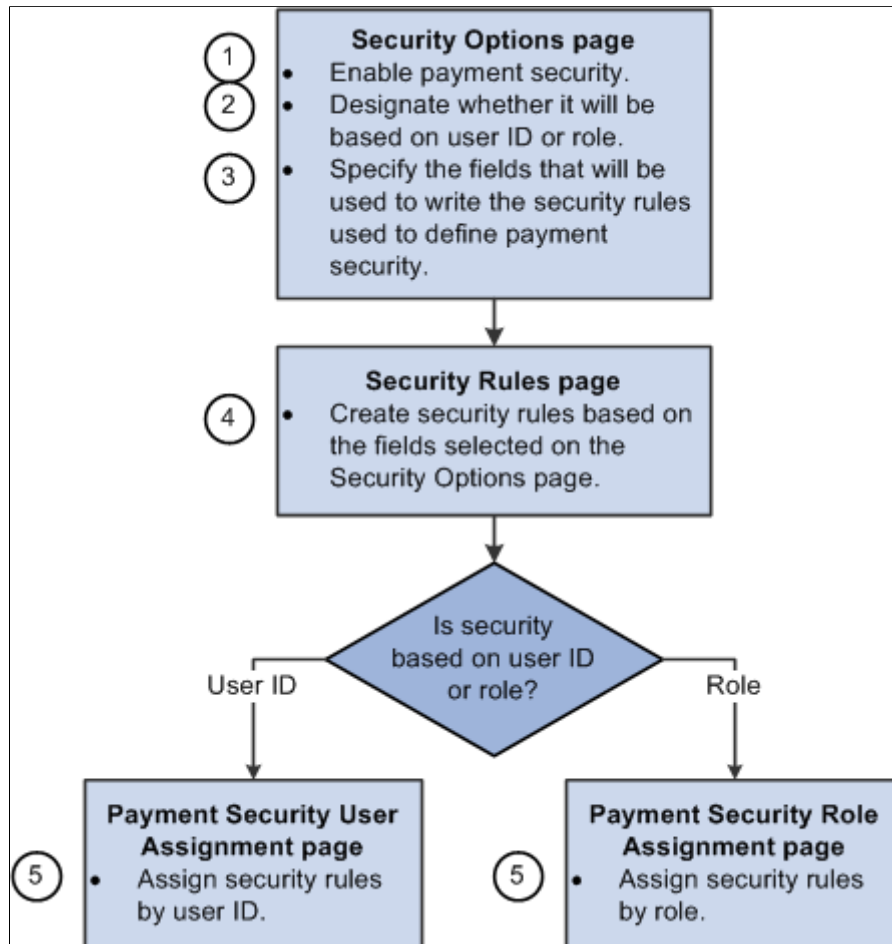 Security Options page
1
• Enable payment security.
2
• Designate whether it will be
based on user ID or role.
3
• Specify the fields that will be
used to write the security rules
used to define payment
security.
Security Rules page
4
• Create security rules based on
the fields selected on the
Security Options page.
Is security
based on user ID
or role?
User ID
Role
Payment Security User
Assignment page
5
• Assign security rules
by user ID.
Payment Security Role
Assignment page
5
• Assign security rules
by role.